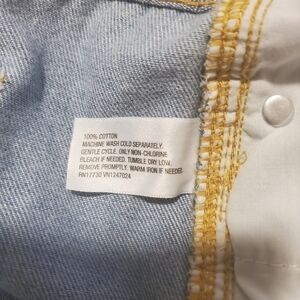 100% COTTON
MACHINE WASH COLD SEPARATELY.
GENTLE CYCLE. ONLY NON-CHLORINE
BLEACH IF NEEDED. TUMBLE DRY LOW.
REMOVE PROMPTLY. WARM IRON IF NEEDED
RN17730 VN1247024